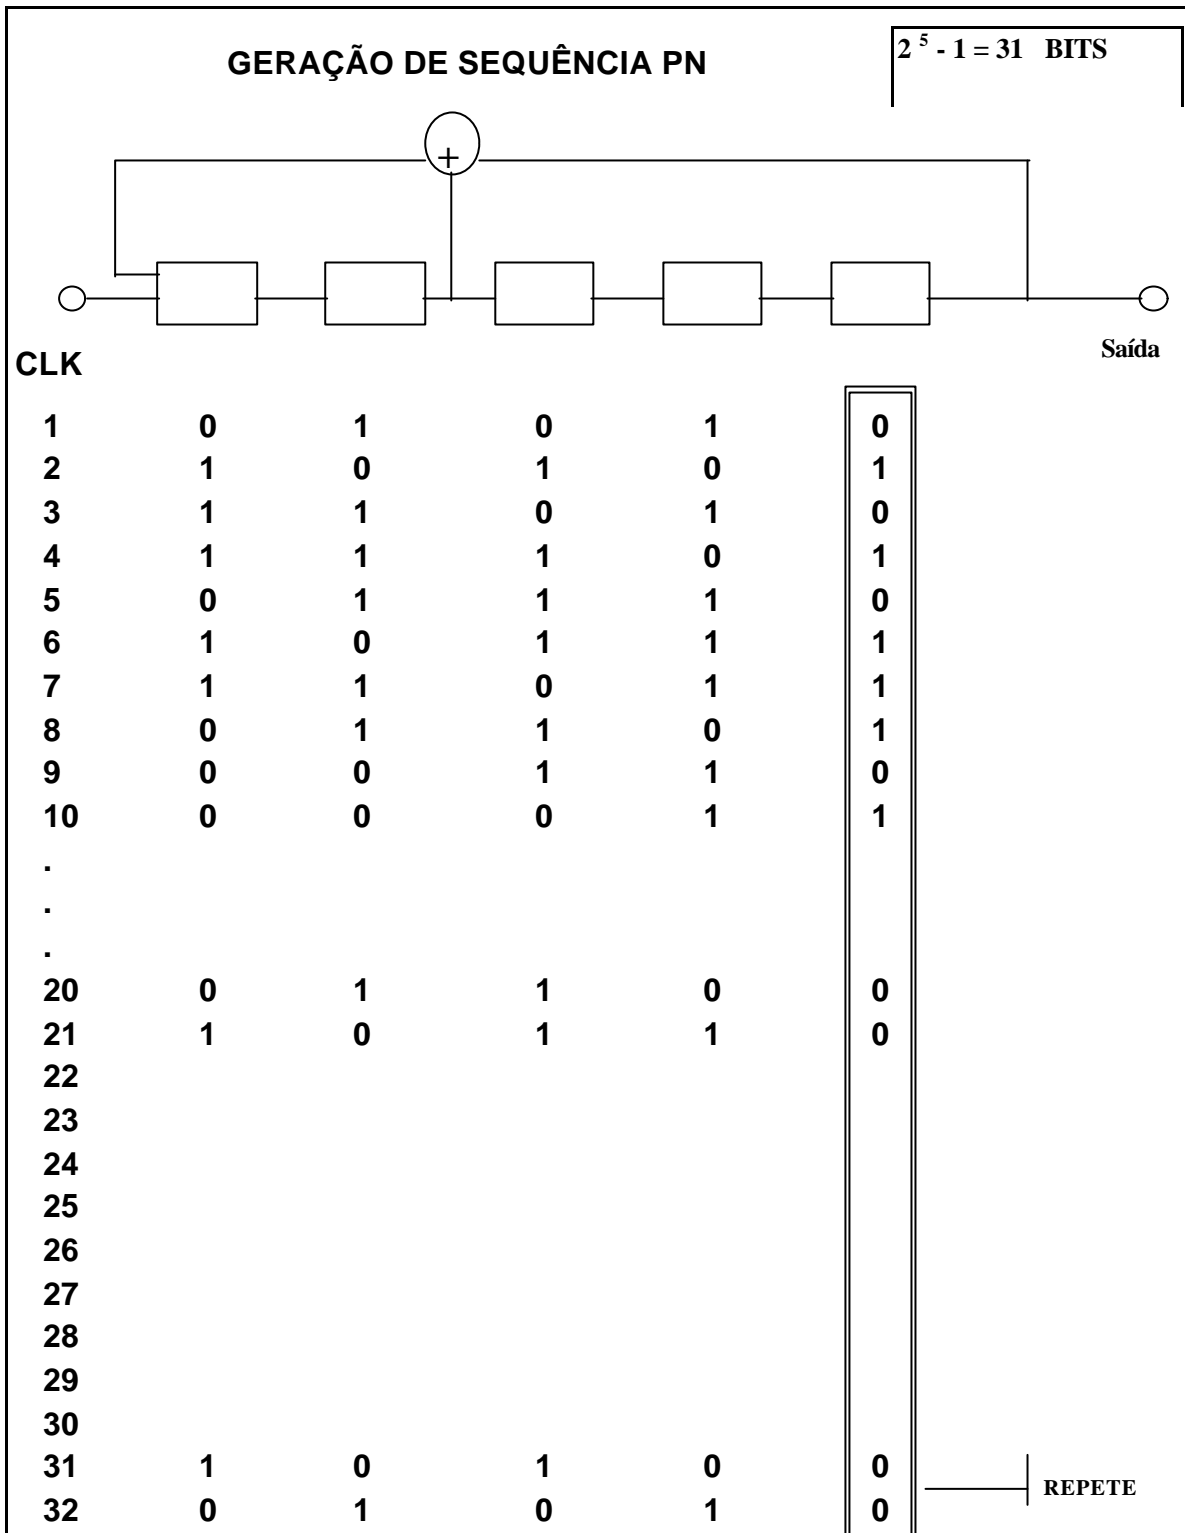 GERAÇÃO DE SEQUÊNCIA PN
2 5 - 1 = 31 BITS
+
Saída
CLK
1 0 1 0 1 0
2 1 0 1 0 1
3 1 1 0 1 0
4 1 1 1 0 1
5 0 1 1 1 0
6 1 0 1 1 1
7 1 1 0 1 1
8 0 1 1 0 1
9 0 0 1 1 0
10 0 0 0 1 1
.
.
.
20 0 1 1 0 0
21 1 0 1 1 0
22
23
24
25
26
27
28
29
30
31 1 0 1 0 0
REPETE
32 0 1 0 1 0